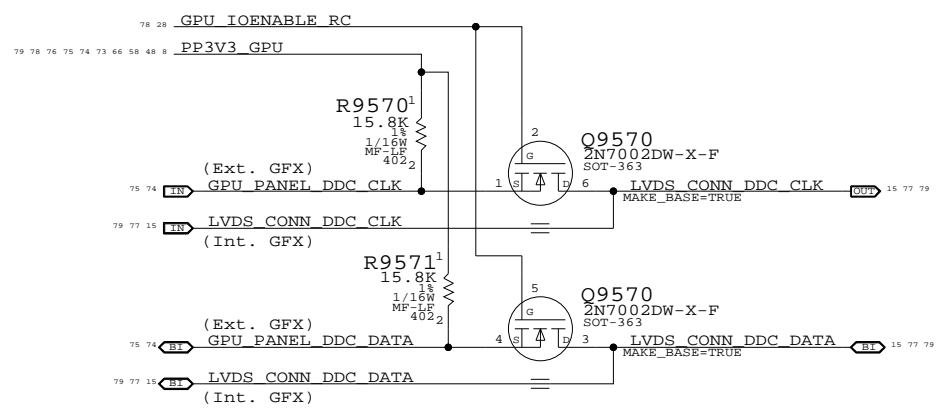 78 28 GPU_IOENABLE_RC
79 78 76 75 74 73 66 58 48 8 PP3V3_GPU
R9570 1
15.8K
1%
1/16W
MF-LF
402 2
2
G
Q9570
2N7002DW-X-F
SOT-363
(Ext. GFX)
75 74 IN GPU_PANEL_DDC_CLK 1 S D 6 LVDS_CONN_DDC_CLK OUT 15 77 79
MAKE_BASE=TRUE
79 77 15 IN LVDS_CONN_DDC_CLK
(Int. GFX)
R9571 1
15.8K
1%
1/16W
MF-LF
402 2
5
G
Q9570
2N7002DW-X-F
SOT-363
(Ext. GFX)
75 74 BI GPU_PANEL_DDC_DATA 4 S D 3 LVDS_CONN_DDC_DATA BI 15 77 79
MAKE_BASE=TRUE
79 77 15 BI LVDS_CONN_DDC_DATA
(Int. GFX)